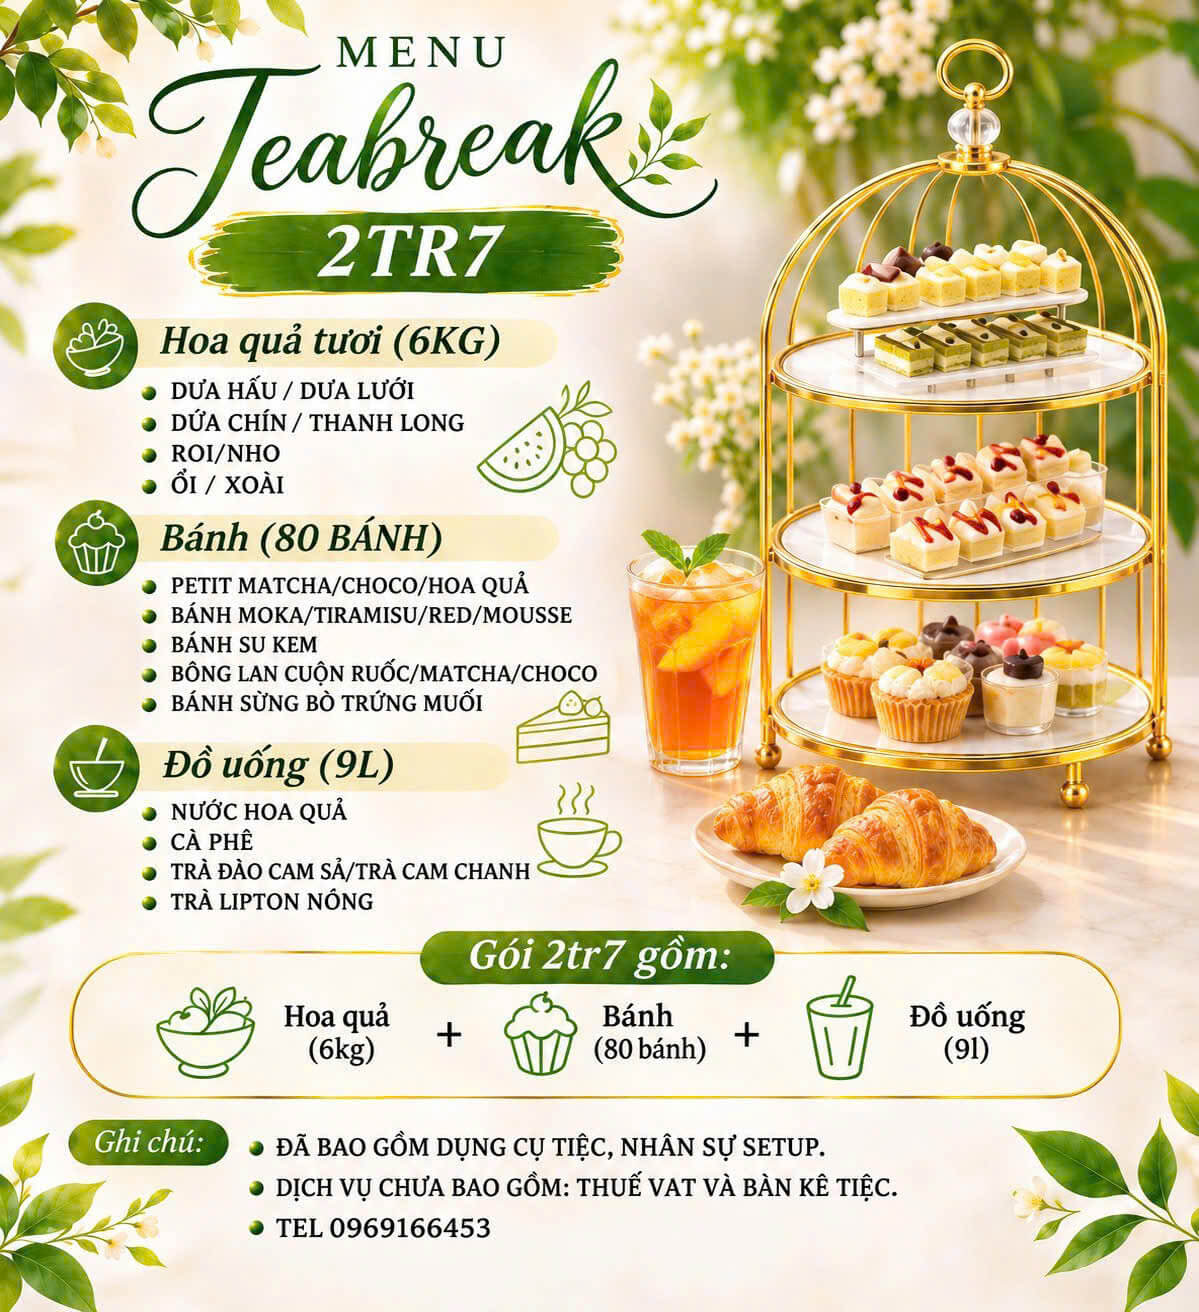 MENU
Teabreak
2TR7
Hoa quả tươi (6KG)
DƯA HẤU / DƯA LƯỚI
DỨA CHÍN / THANH LONG
ROI/NHO
ỔI / XOÀI
Bánh (80 BÁNH)
PETIT MATCHA/CHOCO/HOA QUẢ
BÁNH MOKA/TIRAMISU/RED/MOUSSE
BÁNH SU KEM
BÔNG LAN CUỘN RUỐC/MATCHA/CHOCO
BÁNH SỪNG BÒ TRỨNG MUỐI
Đồ uống (9L)
NƯỚC HOA QUẢ
CÀ PHÊ
TRÀ ĐÀO CAM SẢ/TRÀ CAM CHANH
TRÀ LIPTON NÓNG
Gói 2tr7 gồm:
Hoa quả
(6kg)
+
Bánh
(80 bánh)
+
Đồ uống
(9l)
Ghi chú:
ĐÃ BAO GỒM DỤNG CỤ TIỆC, NHÂN SỰ SETUP.
DỊCH VỤ CHƯA BAO GỒM: THUẾ VAT VÀ BÀN KÊ TIỆC.
TEL 0969166453